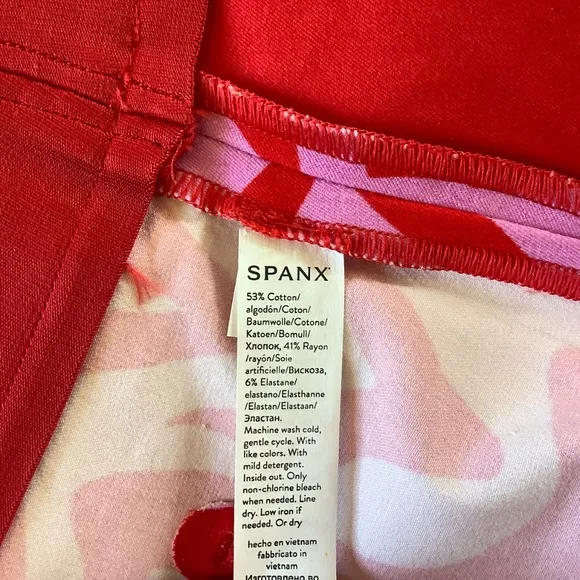 SPANX
53% Cotton/
algodón/Coton/
Baumwolle/Cotone/
Katoen/Bomull/
Хлопок, 41% Rayon
/rayón/Soie
artificielle/Вискоза,
6% Elastane/
elastano/Elasthanne
/Elastan/Elastaan/
Эластан.
Machine wash cold,
gentle cycle. With
like colors. With
mild detergent.
Inside out. Only
non-chlorine bleach
when needed. Line
dry. Low iron if
needed. Or dry
hecho en vietnam
fabbricato in
vietnam
Изготовлено во